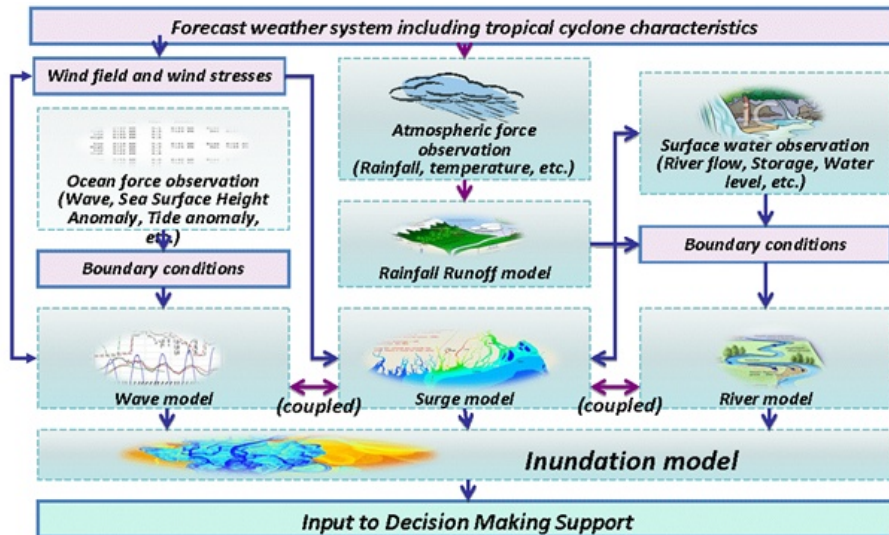 Forecast weather system including tropical cyclone characteristics
Wind field and wind stresses
Atmospheric force
observation
(Rainfall, temperature, etc.)
Surface water observation
(River flow, Storage, Water
level, etc.)
Ocean force observation
(Wave, Sea Surface Height
Anomaly, Tide anomaly,
etc.)
Boundary conditions
Rainfall Runoff model
Boundary conditions
Wave model
(coupled)
Surge model
(coupled)
River model
Inundation model
Input to Decision Making Support